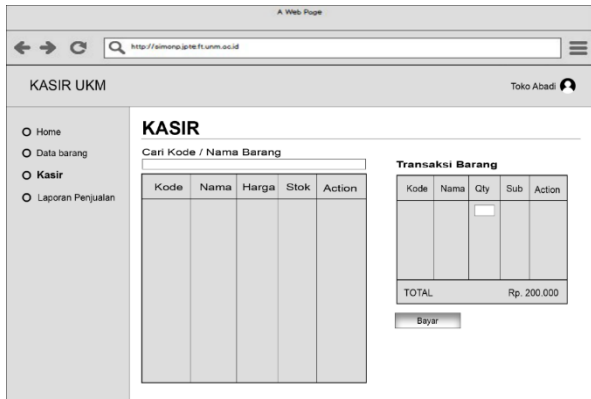 A Web Page
http://simonp.jpte.ft.unm.ac.id
KASIR UKM
Toko Abadi
Home
Data barang
Kasir
Laporan Penjualan
KASIR
Cari Kode / Nama Barang
Kode Nama Harga Stok Action
Transaksi Barang
Kode Nama Qty Sub Action
TOTAL Rp. 200.000
Bayar